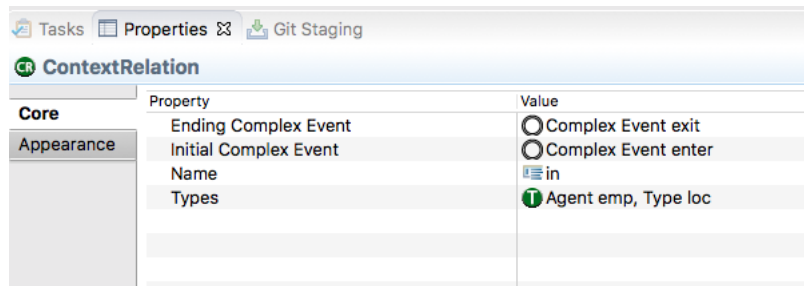 Tasks Properties Git Staging
CR ContextRelation
Property Value
Core
Ending Complex Event Complex Event exit
Appearance
Initial Complex Event Complex Event enter
Name in
Types T Agent emp, Type loc